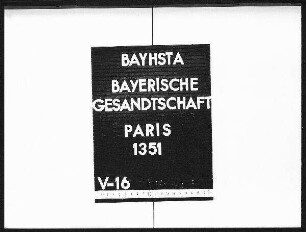 BAYHSTA
BAYERISCHE
GESANDTSCHAFT
PARIS
1351
V-16